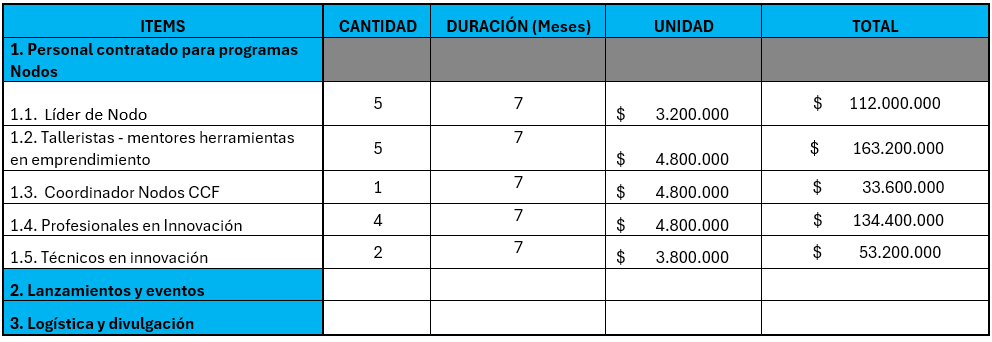 ITEMS CANTIDAD DURACIÓN (Meses) UNIDAD TOTAL
1. Personal contratado para programas
Nodos
1.1. Líder de Nodo 5 7 $ 3.200.000 $ 112.000.000
1.2. Talleristas - mentores herramientas
en emprendimiento 5 7 $ 4.800.000 $ 163.200.000
1.3. Coordinador Nodos CCF 1 7 $ 4.800.000 $ 33.600.000
1.4. Profesionales en Innovación 4 7 $ 4.800.000 $ 134.400.000
1.5. Técnicos en innovación 2 7 $ 3.800.000 $ 53.200.000
2. Lanzamientos y eventos
3. Logística y divulgación